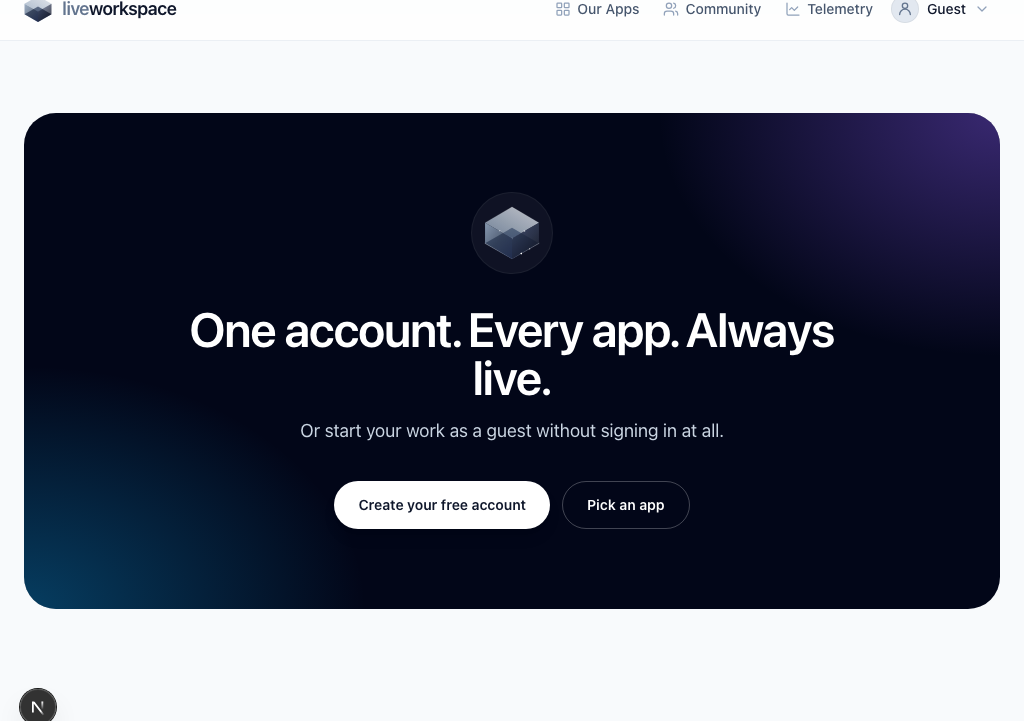 liveworkspace
Our Apps
Community
Telemetry
Guest
One account. Every app. Always
live.
Or start your work as a guest without signing in at all.
Create your free account
Pick an app
N